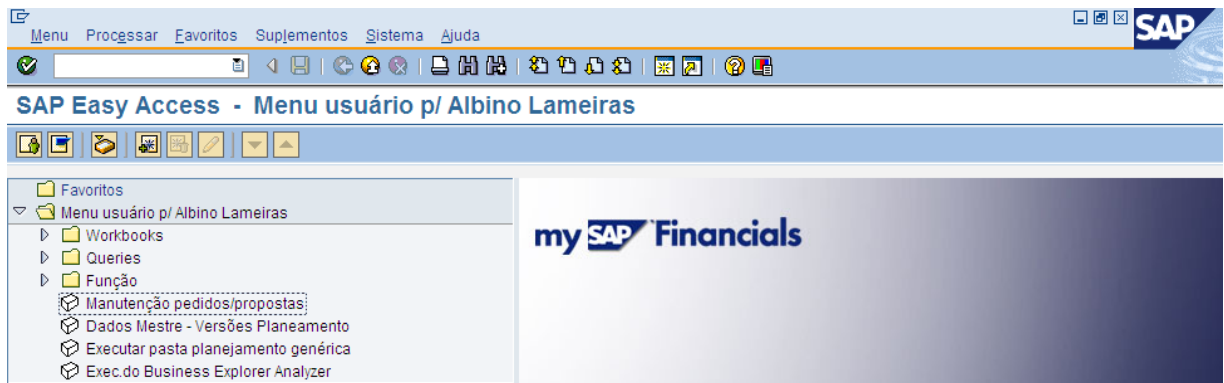 Menu Processar Favoritos Suplementos Sistema Ajuda
SAP
SAP Easy Access - Menu usuário p/ Albino Lameiras
Favoritos
Menu usuário p/ Albino Lameiras
Workbooks
Queries
Função
Manutenção pedidos/propostas
Dados Mestre - Versões Planeamento
Executar pasta planejamento genérica
Exec.do Business Explorer Analyzer
my SAP Financials